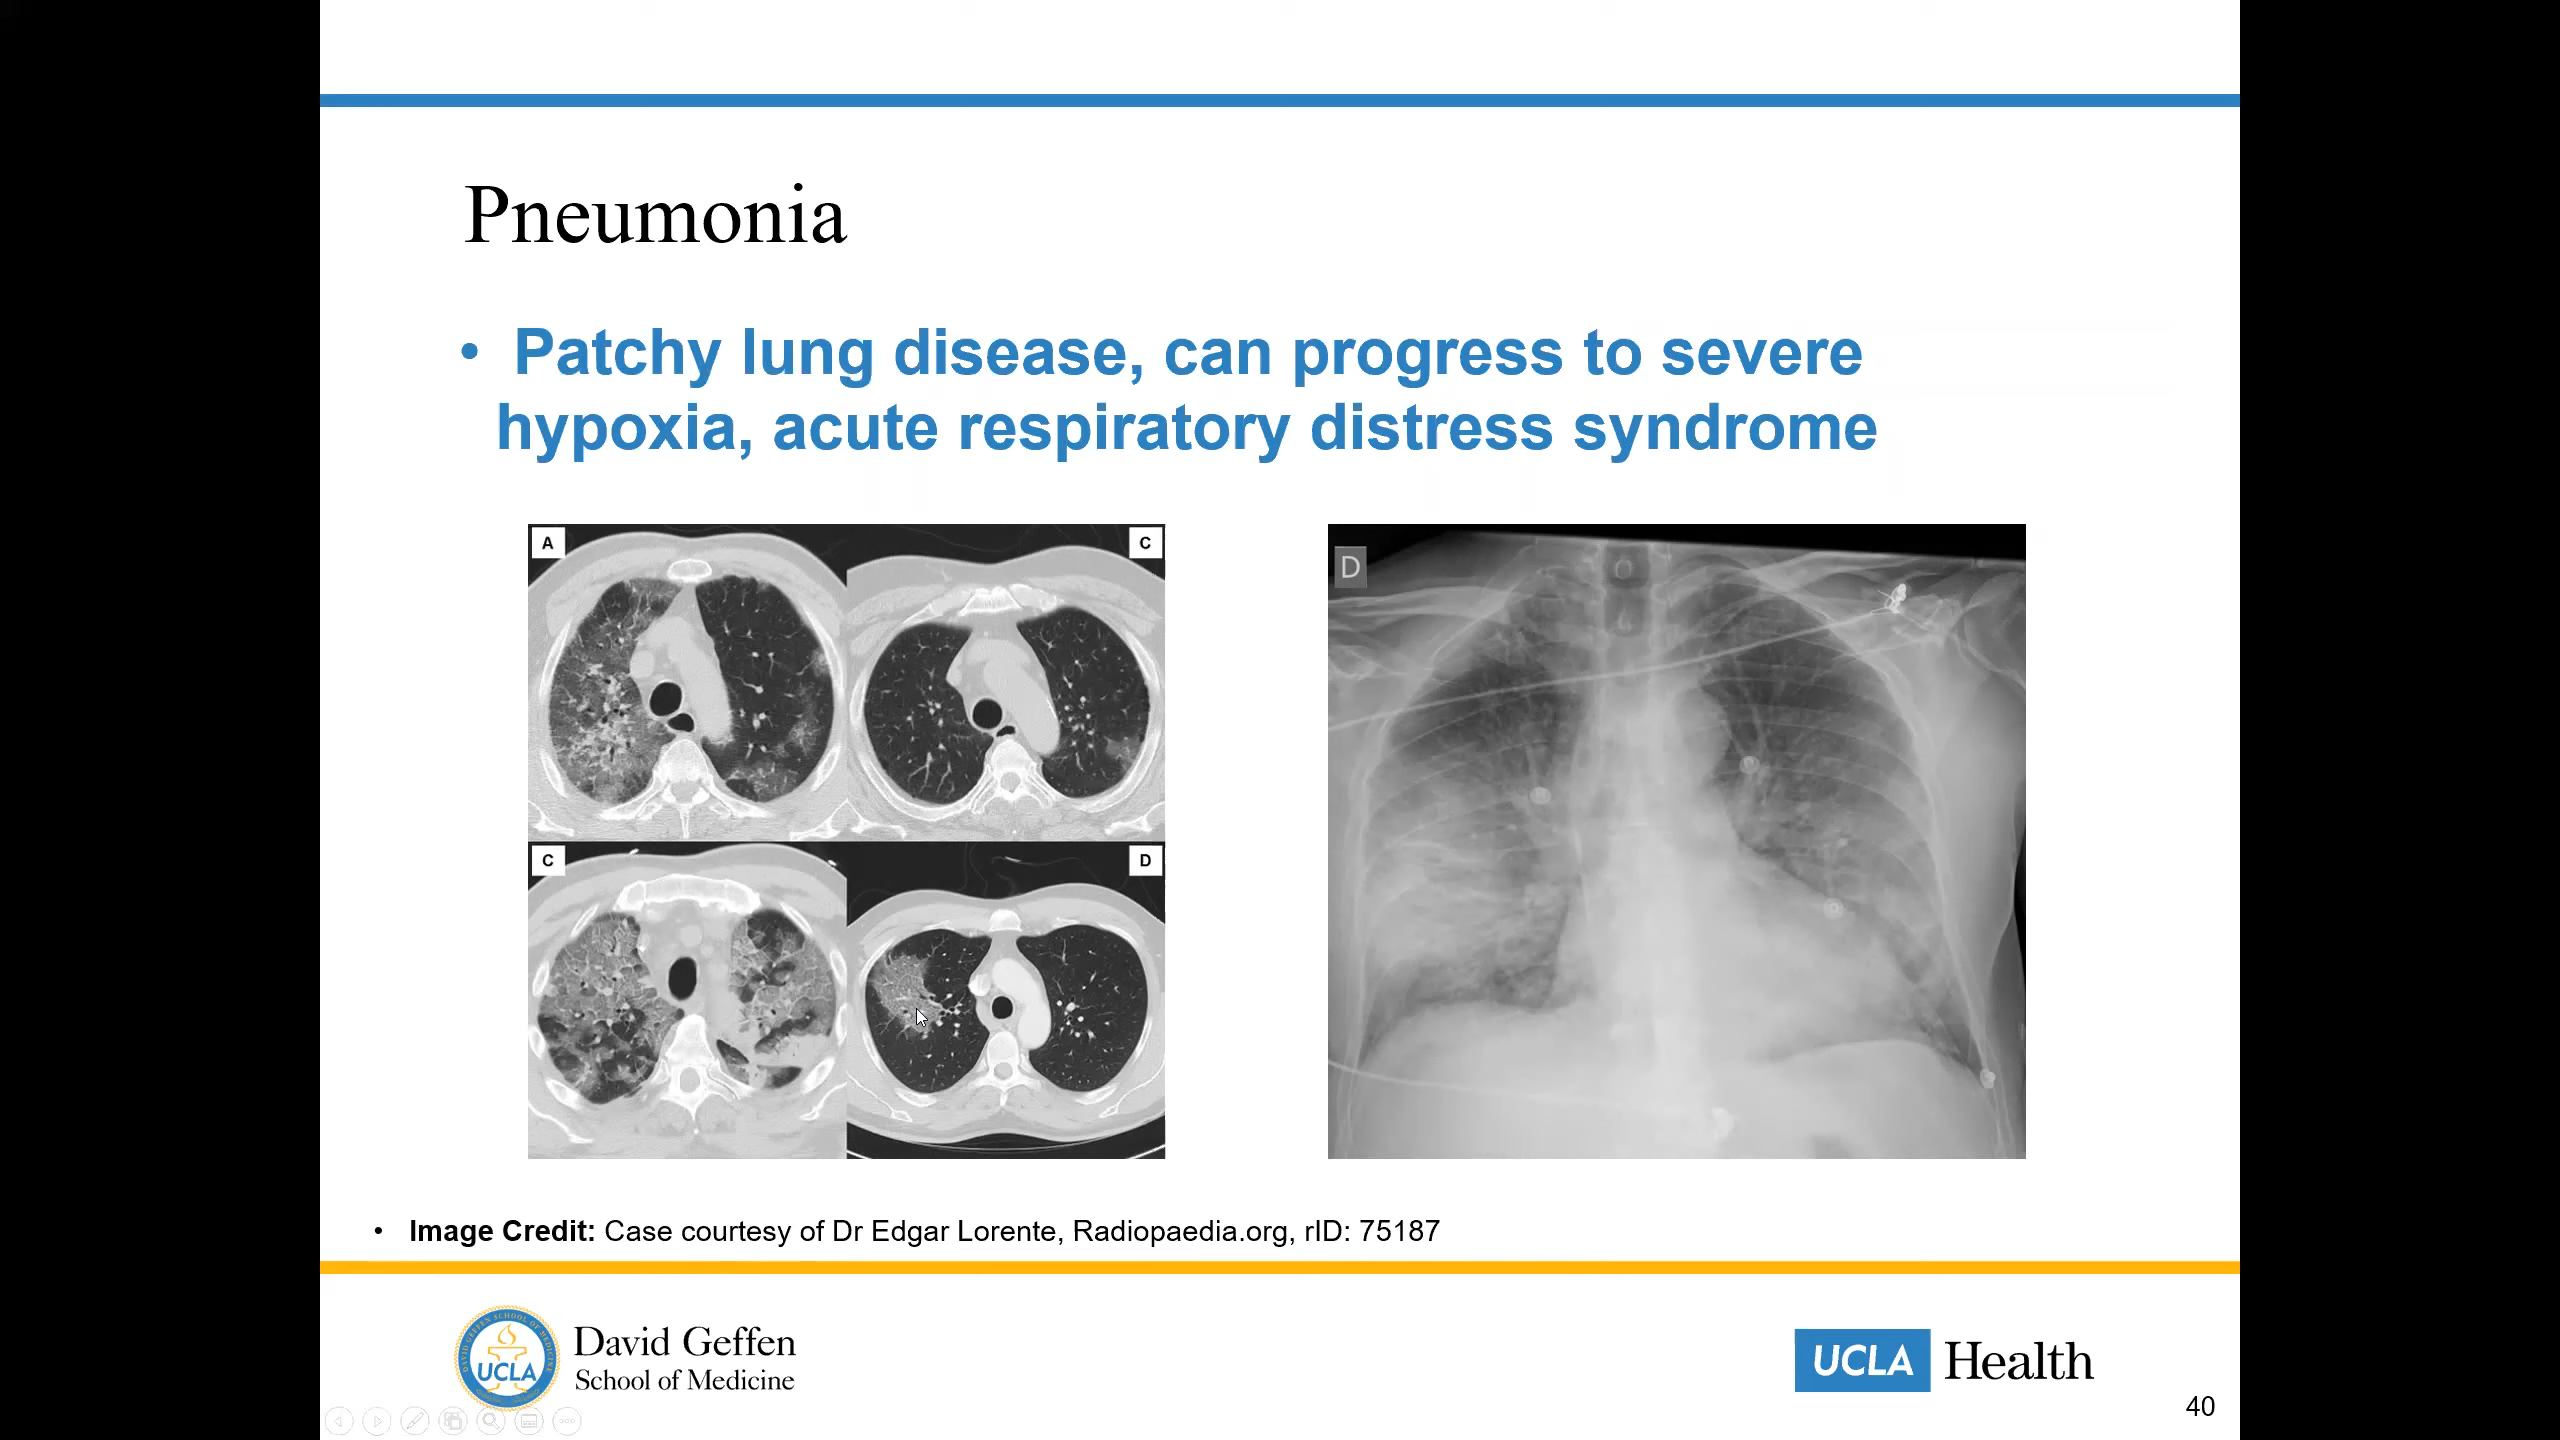 Pneumonia
• Patchy lung disease, can progress to severe
hypoxia, acute respiratory distress syndrome
A
C
C
D
D
• Image Credit: Case courtesy of Dr Edgar Lorente, Radiopaedia.org, rID: 75187
UCLA
David Geffen
School of Medicine
UCLA Health
40